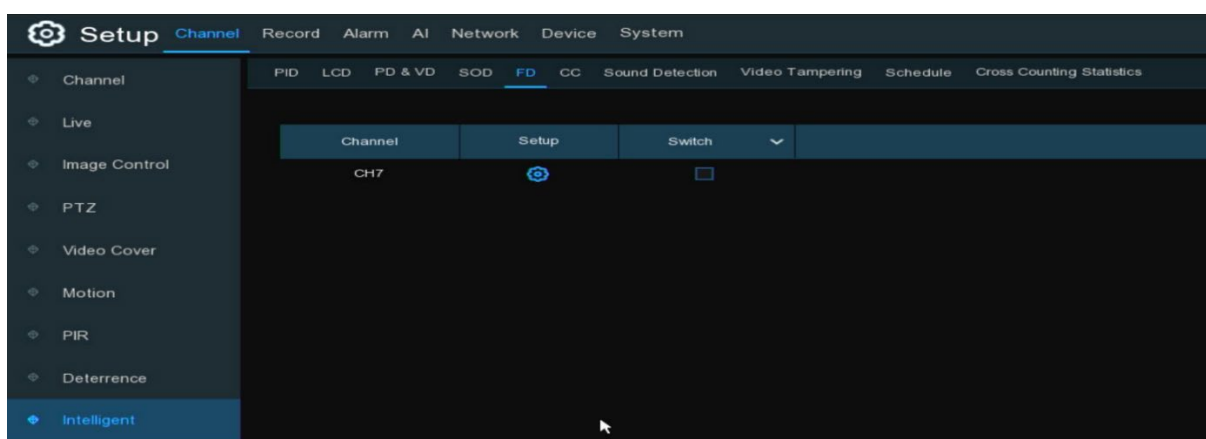 Setup Channel Record Alarm AI Network Device System
PID LCD PD & VD SOD FD CC Sound Detection Video Tampering Schedule Cross Counting Statistics
Channel
Live
Image Control
PTZ
Video Cover
Motion
PIR
Deterrence
Intelligent
Channel Setup Switch
CH7